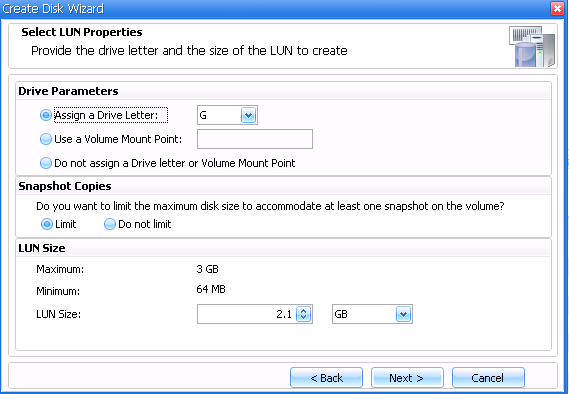 Create Disk Wizard
Select LUN Properties
Provide the drive letter and the size of the LUN to create
Drive Parameters
Assign a Drive Letter: G
Use a Volume Mount Point:
Do not assign a Drive letter or Volume Mount Point
Snapshot Copies
Do you want to limit the maximum disk size to accommodate at least one snapshot on the volume?
Limit Do not limit
LUN Size
Maximum: 3 GB
Minimum: 64 MB
LUN Size: 2.1 GB
< Back Next > Cancel